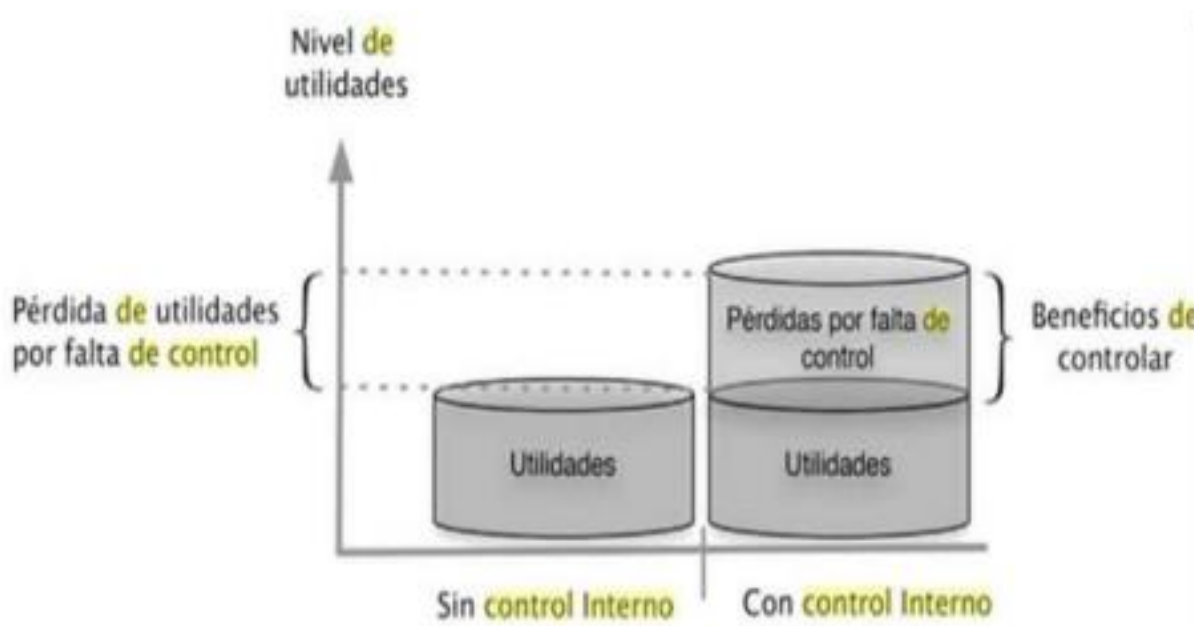 Nivel de
utilidades
Pérdida de utilidades
por falta de control
Pérdidas por falta de
control
Beneficios de
controlar
Utilidades
Utilidades
Sin control Interno
Con control Interno